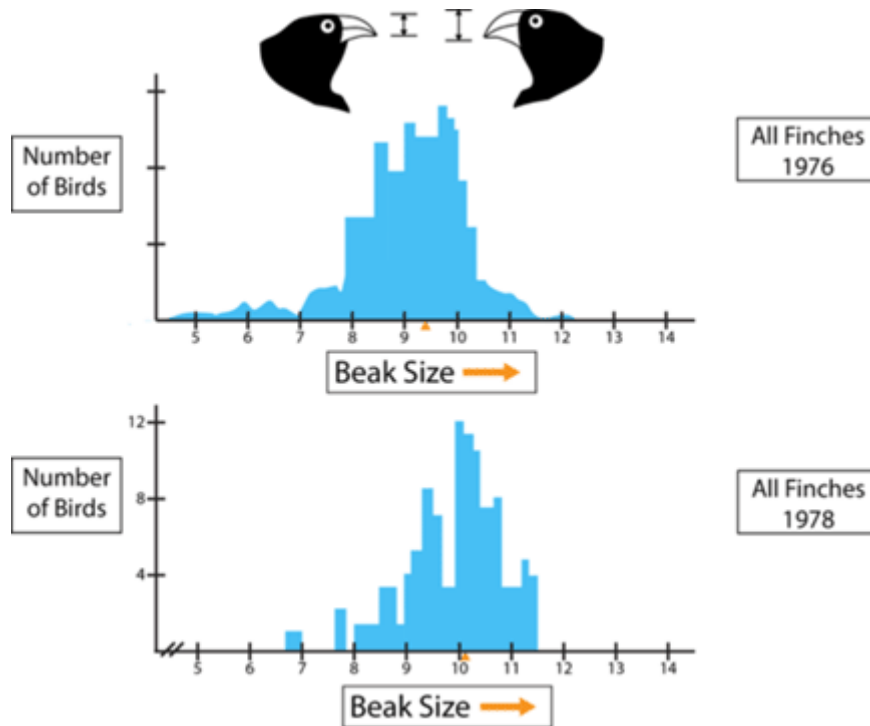 Number
of Birds
All Finches
1976
5 6 7 8 9 10 11 12 13 14
Beak Size
12
8
4
Number
of Birds
All Finches
1978
5 6 7 8 9 10 11 12 13 14
Beak Size